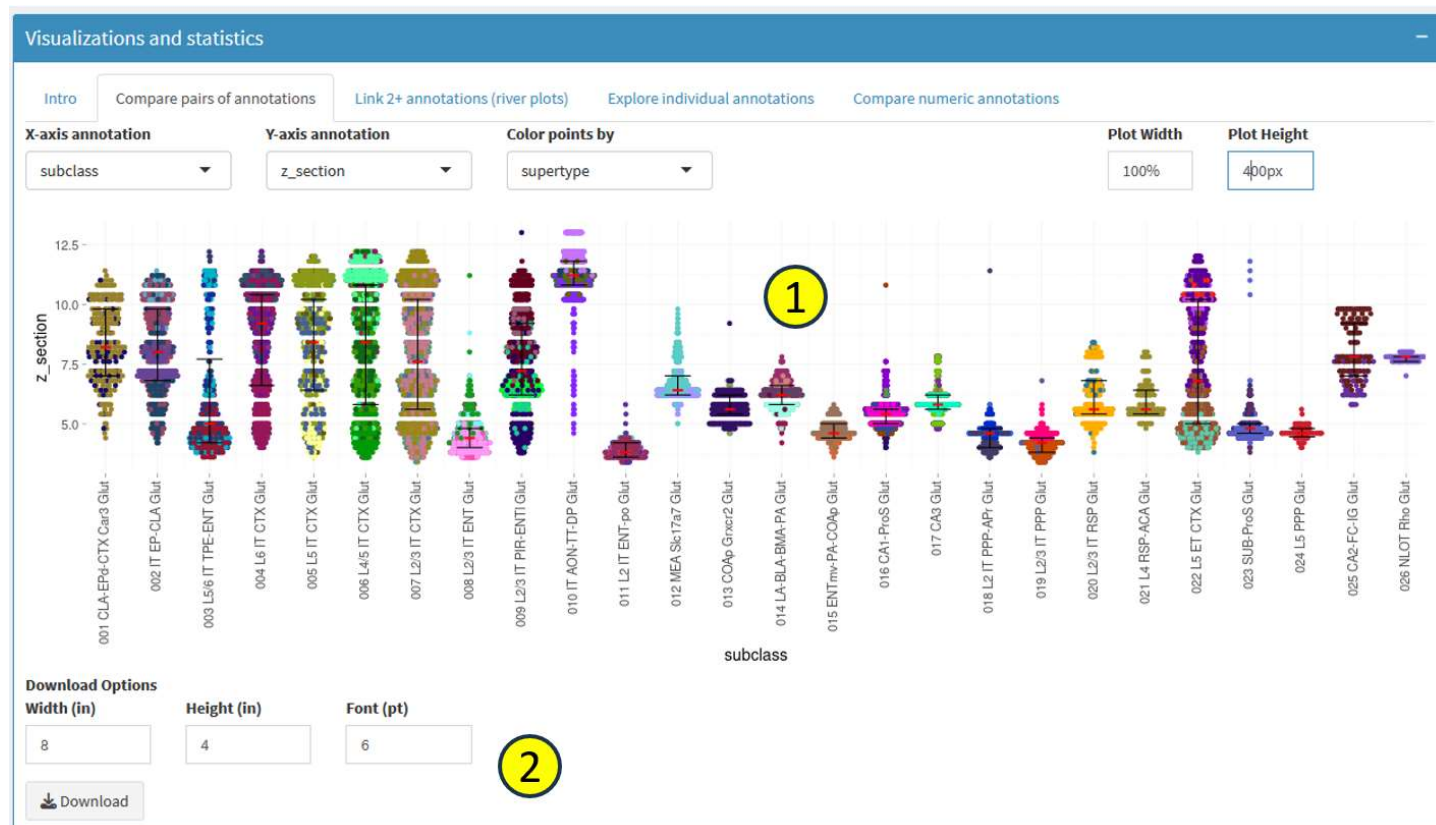 Visualizations and statistics
Intro
Compare pairs of annotations
Link 2+ annotations (river plots)
Explore individual annotations
Compare numeric annotations
X-axis annotation
Y-axis annotation
Color points by
Plot Width
Plot Height
subclass
z_section
supertype
100%
400px
12.5
10.0
7.5
5.0
z_section
1
001 CLA-EPd-CTX Car3 Glut
002 IT EP-CLA Glut
003 L5/6 IT TPE-ENT Glut
004 L6 IT CTX Glut
005 L5 IT CTX Glut
006 L4/5 IT CTX Glut
007 L2/3 IT CTX Glut
008 L2/3 IT ENT Glut
009 L2/3 IT PIR-ENTl Glut
010 IT AON-TT-DP Glut
011 L2 IT ENT-po Glut
012 MEA Slc17a7 Glut
013 COAp Grxcr2 Glut
014 LA-BLA-BMA-PA Glut
015 ENTmv-PA-COAp Glut
016 CA1-ProS Glut
017 CA3 Glut
018 L2 IT PPP-APr Glut
019 L2/3 IT PPP Glut
020 L2/3 IT RSP Glut
021 L4 RSP-ACA Glut
022 L5 ET CTX Glut
023 SUB-ProS Glut
024 L5 PPP Glut
025 CA2-FC-IG Glut
026 NLOT Rho Glut
subclass
Download Options
Width (in)
Height (in)
Font (pt)
8
4
6
2
Download